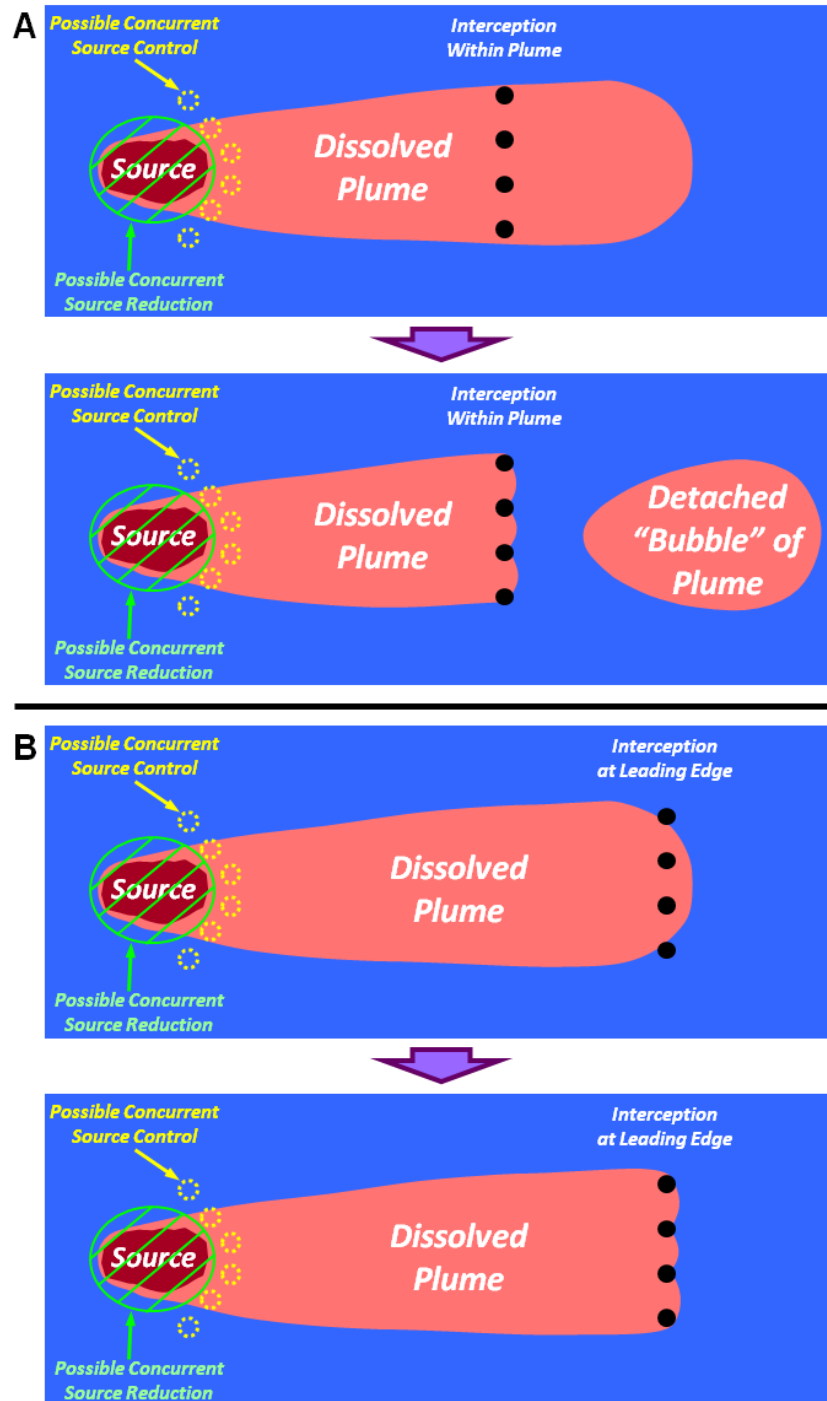 A
Possible Concurrent
Source Control
Interception
Within Plume
Source
Dissolved
Plume
Possible Concurrent
Source Reduction
Possible Concurrent
Source Control
Interception
Within Plume
Source
Dissolved
Plume
Detached
“Bubble” of
Plume
Possible Concurrent
Source Reduction
B
Possible Concurrent
Source Control
Interception
at Leading Edge
Source
Dissolved
Plume
Possible Concurrent
Source Reduction
Possible Concurrent
Source Control
Interception
at Leading Edge
Source
Dissolved
Plume
Possible Concurrent
Source Reduction